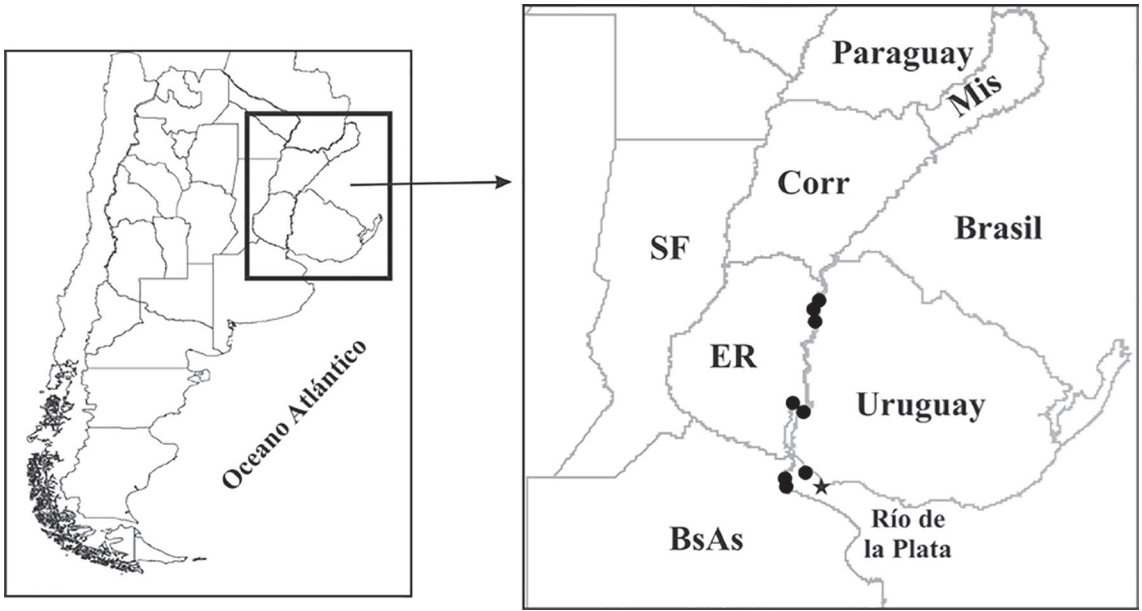 Oceano Atlántico
Paraguay
Mis
Corr
Brasil
SF
ER
Uruguay
Río de
la Plata
BsAs